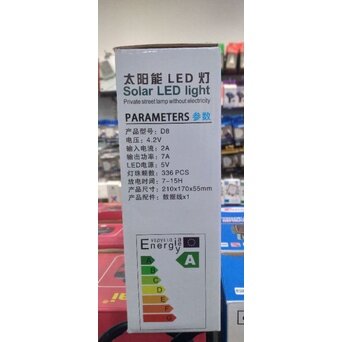 太阳能 LED 灯
Solar LED light
Private street lamp without electricity
PARAMETERS 参数
产品型号：D8
电压：4.2V
输入电流：2A
输出功率：7A
LED电源：5V
灯珠颗数：336 PCS
放电时间：7-15H
产品尺寸：210x170x55mm
产品配件：数据线x1
Energi
A
A
B
C
D
E
F
G
ai